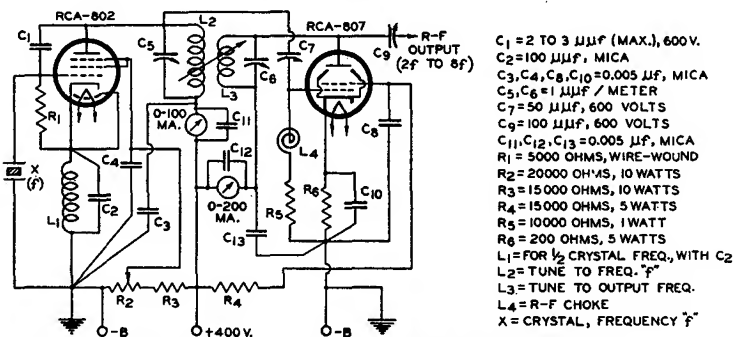 RCA-802
L2
RCA-807
C1
C5
C6
C7
C9
R-F
OUTPUT
(2f TO 8f)
L3
R1
0-100
MA.
C11
C8
X
(f)
C4
C12
L4
L1
C2
C3
0-200
MA.
R5
R6
C10
C13
R2
R3
R4
-B
+400 V.
-B
C1 = 2 TO 3 µµf (MAX.), 600 V.
C2=100 µµf, MICA
C3,C4,C8,C10=0.005 µf, MICA
C5,C6=1 µµf / METER
C7=50 µµf, 600 VOLTS
C9=100 µµf, 600 VOLTS
C11,C12,C13=0.005 µf, MICA
R1 = 5000 OHMS, WIRE-WOUND
R2=20000 OHMS, 10 WATTS
R3=15000 OHMS, 10 WATTS
R4=15000 OHMS, 5 WATTS
R5=10000 OHMS, 1 WATT
R6=200 OHMS, 5 WATTS
L1=FOR ½ CRYSTAL FREQ., WITH C2
L2=TUNE TO FREQ. "f"
L3=TUNE TO OUTPUT FREQ.
L4=R-F CHOKE
X=CRYSTAL, FREQUENCY "f"